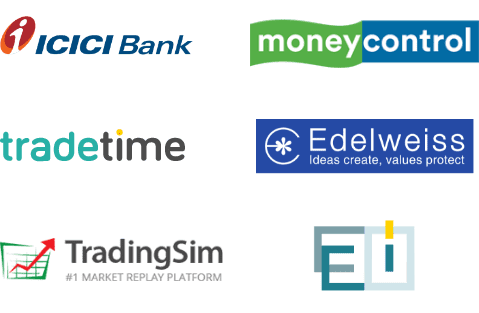 ICICI Bank
moneycontrol
tradetime
Edelweiss
Ideas create, values protect
TradingSim
#1 MARKET REPLAY PLATFORM
Ei